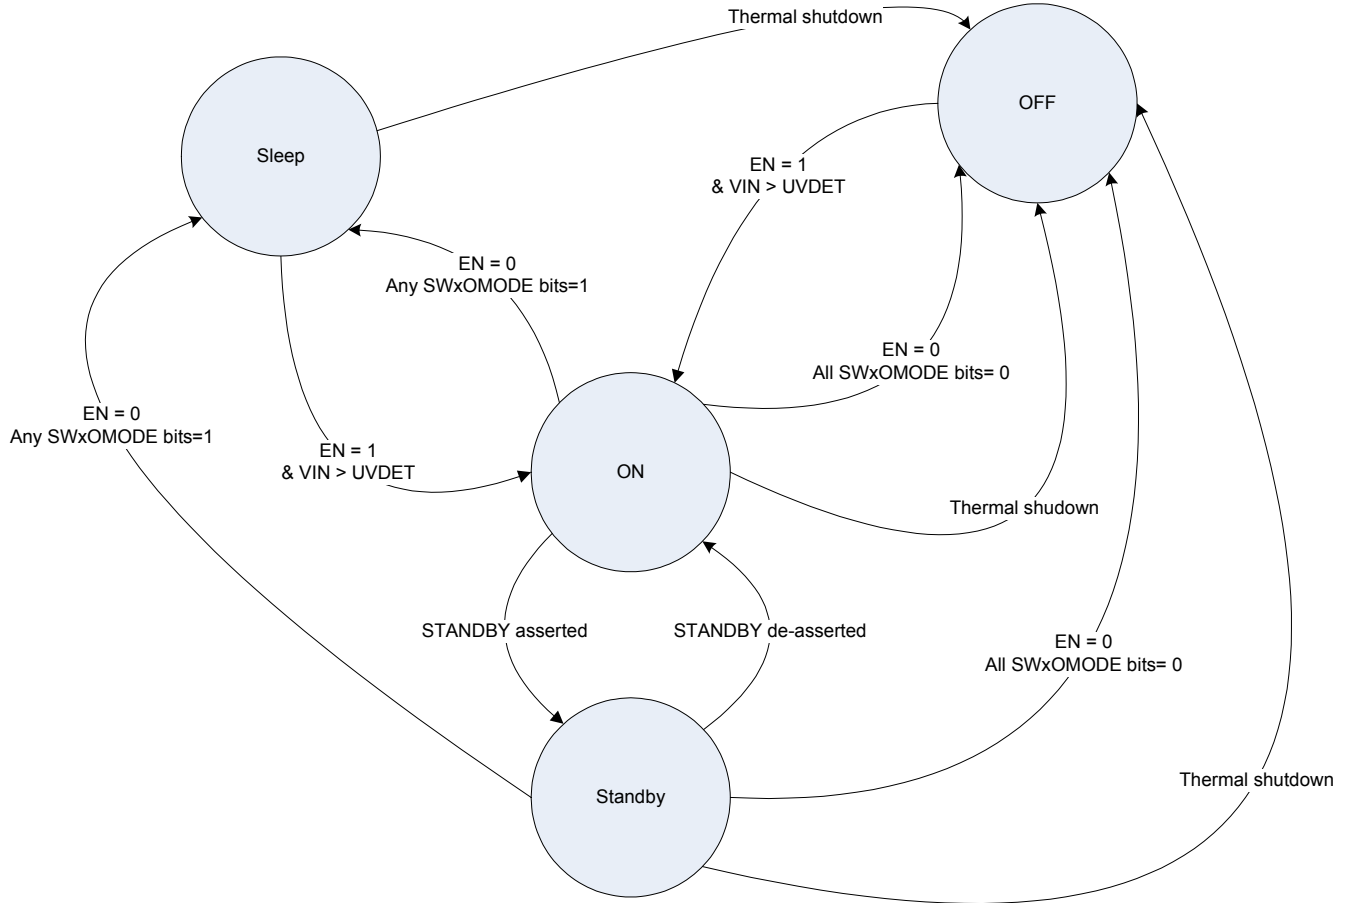 Thermal shutdown
OFF
Sleep
EN = 1
& VIN > UVDET
EN = 0
Any SWxOMODE bits=1
EN = 0
All SWxOMODE bits= 0
EN = 0
Any SWxOMODE bits=1
EN = 1
& VIN > UVDET
ON
Thermal shudown
STANDBY asserted
STANDBY de-asserted
EN = 0
All SWxOMODE bits= 0
Thermal shutdown
Standby